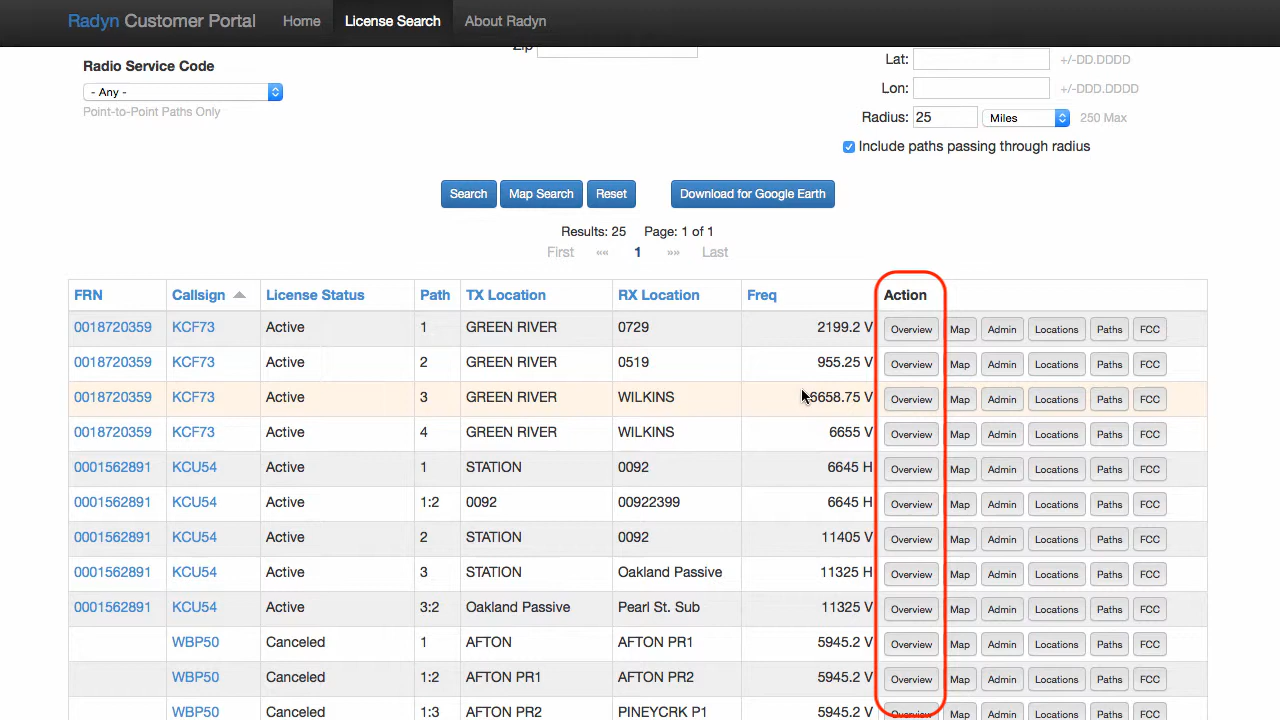 Radyn Customer Portal Home License Search About Radyn
Zip
Radio Service Code
- Any -
Point-to-Point Paths Only
Lat: +/-DD.DDDD
Lon: +/-DDD.DDDD
Radius: 25 Miles 250 Max
Include paths passing through radius
Search Map Search Reset Download for Google Earth
Results: 25 Page: 1 of 1
First «« 1 »» Last
FRN Callsign License Status Path TX Location RX Location Freq Action
0018720359 KCF73 Active 1 GREEN RIVER 0729 2199.2 V Overview Map Admin Locations Paths FCC
0018720359 KCF73 Active 2 GREEN RIVER 0519 955.25 V Overview Map Admin Locations Paths FCC
0018720359 KCF73 Active 3 GREEN RIVER WILKINS 6658.75 V Overview Map Admin Locations Paths FCC
0018720359 KCF73 Active 4 GREEN RIVER WILKINS 6655 V Overview Map Admin Locations Paths FCC
0001562891 KCU54 Active 1 STATION 0092 6645 H Overview Map Admin Locations Paths FCC
0001562891 KCU54 Active 1:2 0092 00922399 6645 H Overview Map Admin Locations Paths FCC
0001562891 KCU54 Active 2 STATION 0092 11405 V Overview Map Admin Locations Paths FCC
0001562891 KCU54 Active 3 STATION Oakland Passive 11325 H Overview Map Admin Locations Paths FCC
0001562891 KCU54 Active 3:2 Oakland Passive Pearl St. Sub 11325 V Overview Map Admin Locations Paths FCC
WBP50 Canceled 1 AFTON AFTON PR1 5945.2 V Overview Map Admin Locations Paths FCC
WBP50 Canceled 1:2 AFTON PR1 AFTON PR2 5945.2 V Overview Map Admin Locations Paths FCC
WBP50 Canceled 1:3 AFTON PR2 PINEYCRK P1 5945.2 V Overview Map Admin Locations Paths FCC